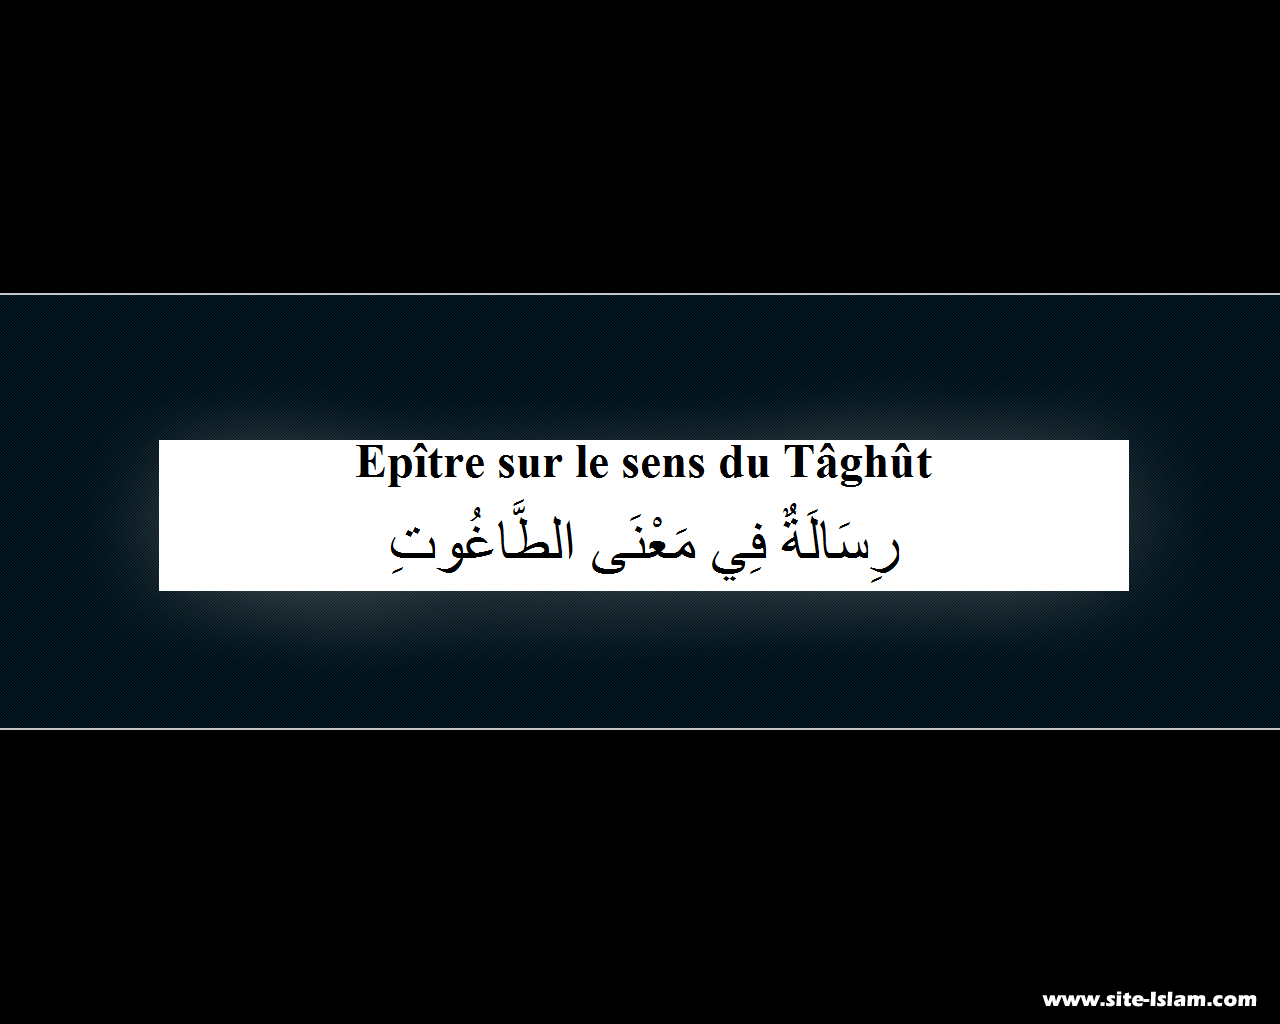 Epître sur le sens du Tâghût
رِسَالَةٌ فِي مَعْنَى الطَّاغُوتِ
www.site-Islam.com